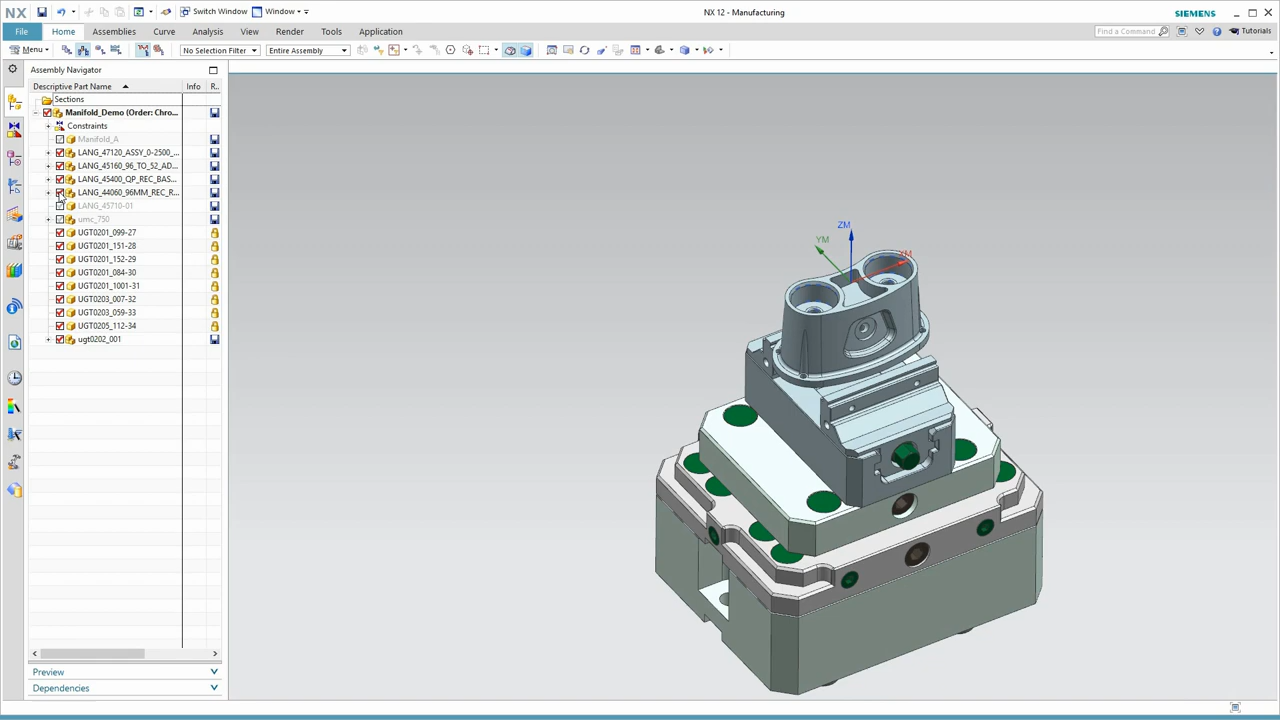 NX
Switch Window
Window
NX 12 - Manufacturing
SIEMENS
File
Home
Assemblies
Curve
Analysis
View
Render
Tools
Application
Find a Command
Tutorials
Menu
No Selection Filter
Entire Assembly
Assembly Navigator
Descriptive Part Name
Info
R..
Sections
Manifold_Demo (Order: Chro...
Constraints
Manifold_A
LANG_47120_ASSY_0-2500_...
LANG_45160_96_TO_52_AD...
LANG_45400_QP_REC_BAS...
LANG_44060_96MM_REC_R...
LANG_45710-01
umc_750
UGT0201_099-27
UGT0201_151-28
UGT0201_152-29
UGT0201_084-30
UGT0201_1001-31
UGT0203_007-32
UGT0203_059-33
UGT0205_112-34
ugt0202_001
ZM
YM
XM
Preview
Dependencies